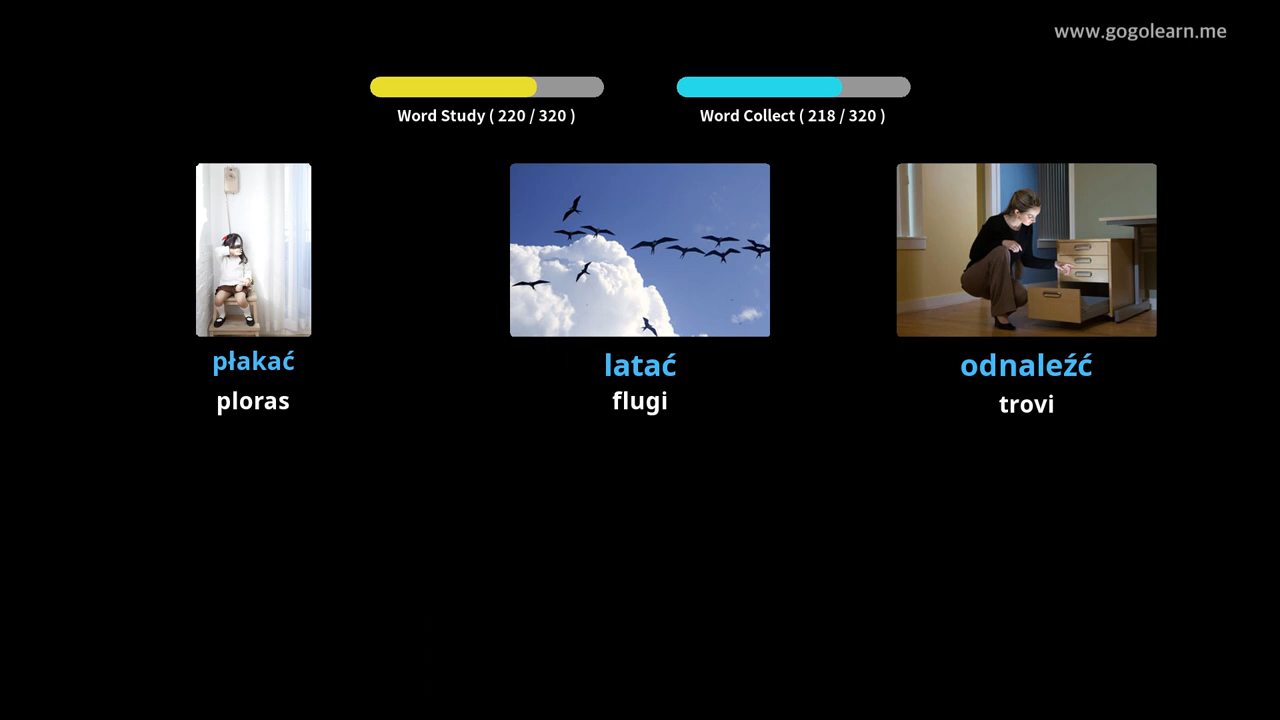 www.gogolearn.me
Word Study ( 220 / 320 )
Word Collect ( 218 / 320 )
płakać
latać
odnaleźć
ploras
flugi
trovi